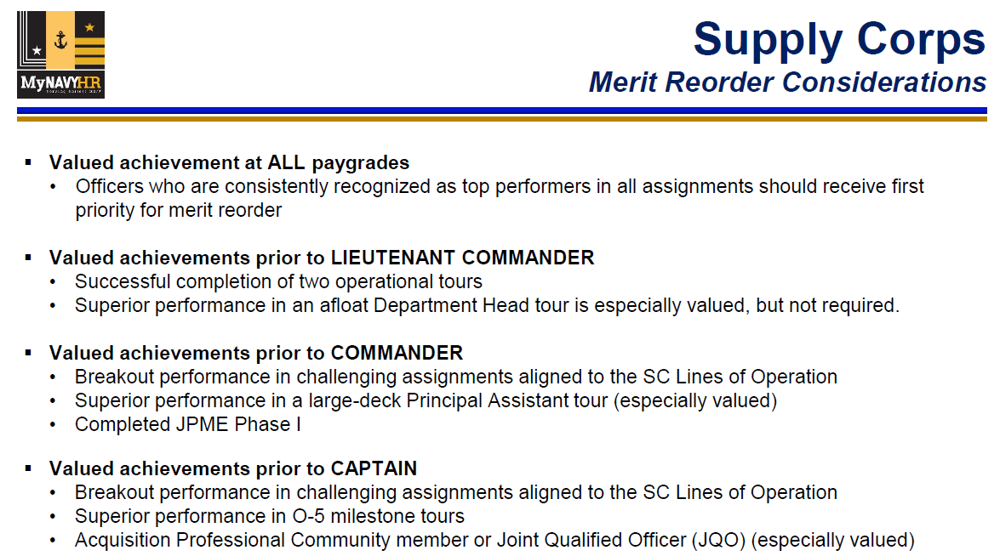 Supply Corps
Merit Reorder Considerations
MyNAVYHR
▪ Valued achievement at ALL paygrades
• Officers who are consistently recognized as top performers in all assignments should receive first
priority for merit reorder
▪ Valued achievements prior to LIEUTENANT COMMANDER
• Successful completion of two operational tours
• Superior performance in an afloat Department Head tour is especially valued, but not required.
▪ Valued achievements prior to COMMANDER
• Breakout performance in challenging assignments aligned to the SC Lines of Operation
• Superior performance in a large-deck Principal Assistant tour (especially valued)
• Completed JPME Phase I
▪ Valued achievements prior to CAPTAIN
• Breakout performance in challenging assignments aligned to the SC Lines of Operation
• Superior performance in O-5 milestone tours
• Acquisition Professional Community member or Joint Qualified Officer (JQO) (especially valued)